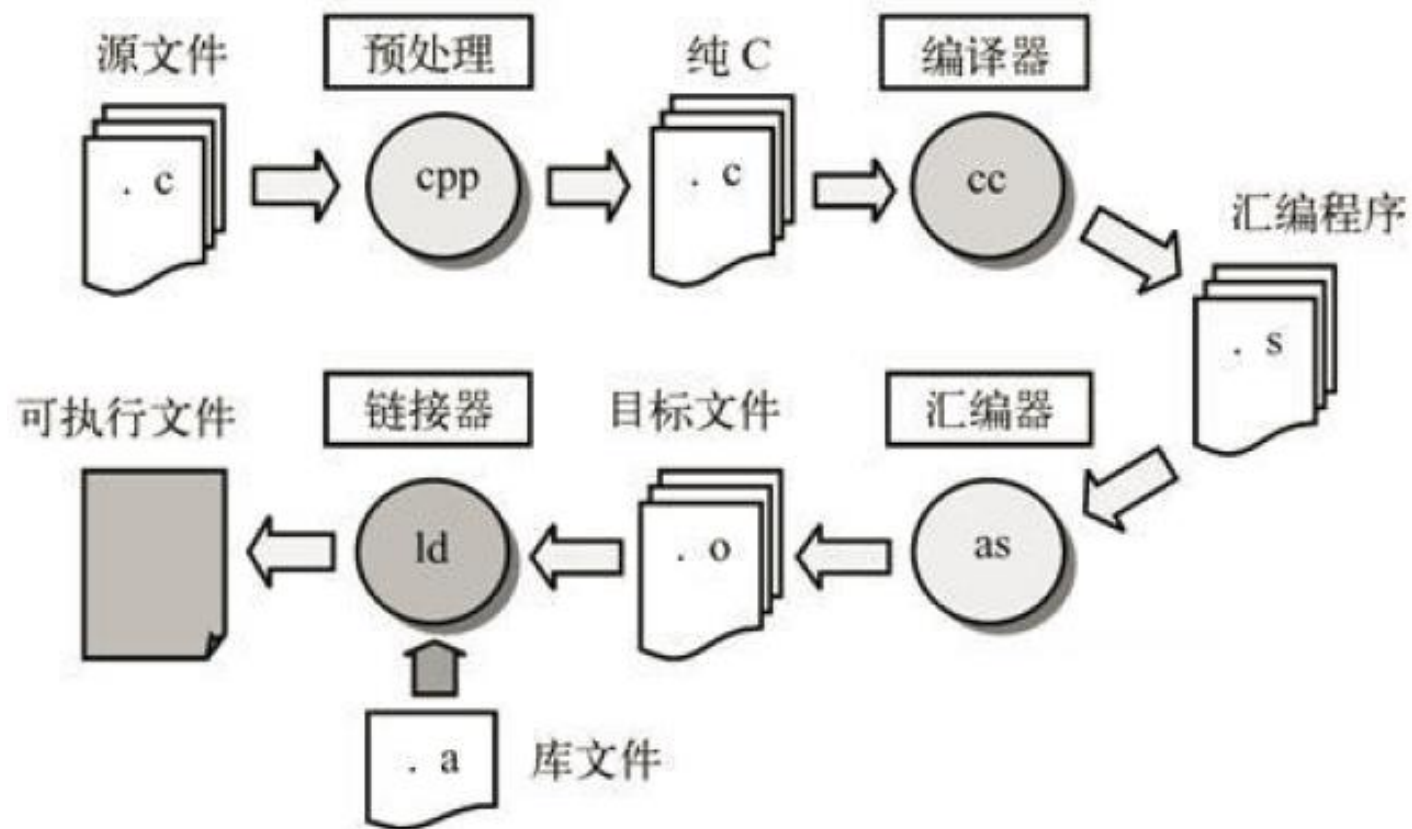 源文件
预处理
纯 C
编译器
. c
cpp
. c
cc
汇编程序
. s
可执行文件
链接器
目标文件
汇编器
ld
. o
as
. a
库文件